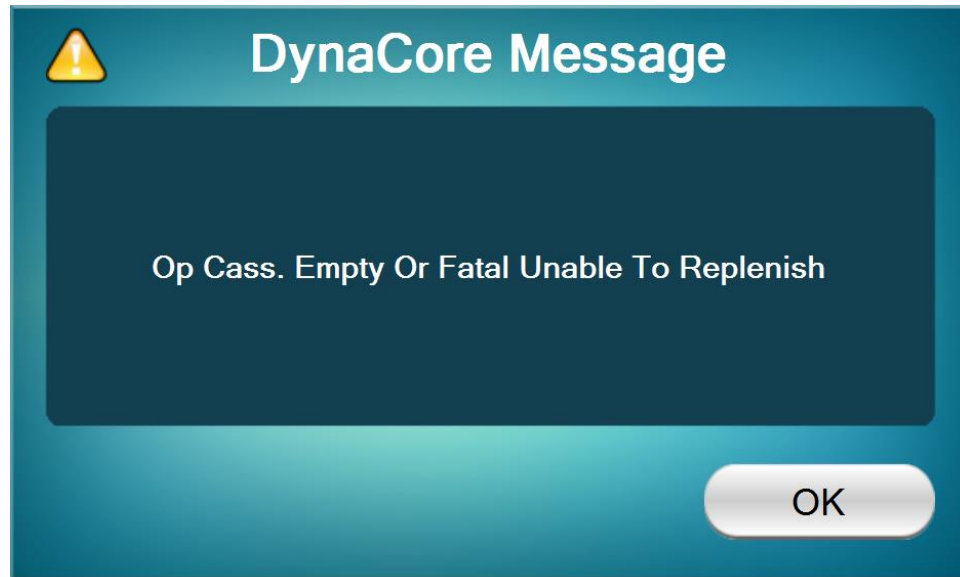 DynaCore Message
Op Cass. Empty Or Fatal Unable To Replenish
OK